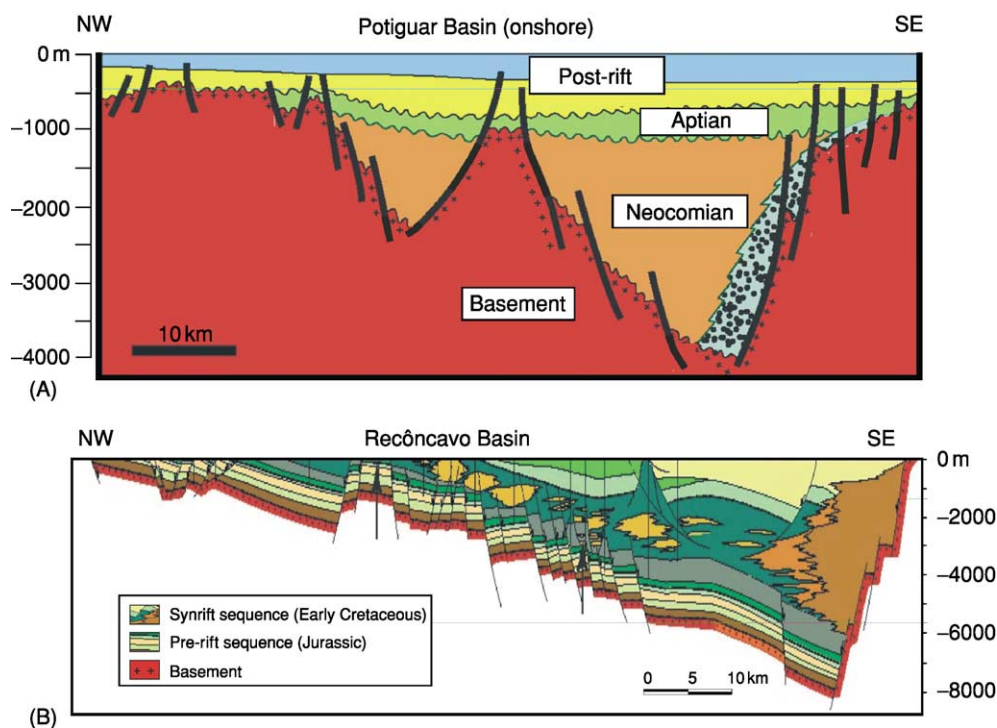 Potiguar Basin (onshore)
NW
SE
0 m
Post-rift
–1000
Aptian
–2000
Neocomian
–3000
Basement
10 km
–4000
(A)
NW
Recôncavo Basin
SE
0 m
–2000
–4000
Synrift sequence (Early Cretaceous)
Pre-rift sequence (Jurassic)
Basement
–6000
0 5 10 km
–8000
(B)